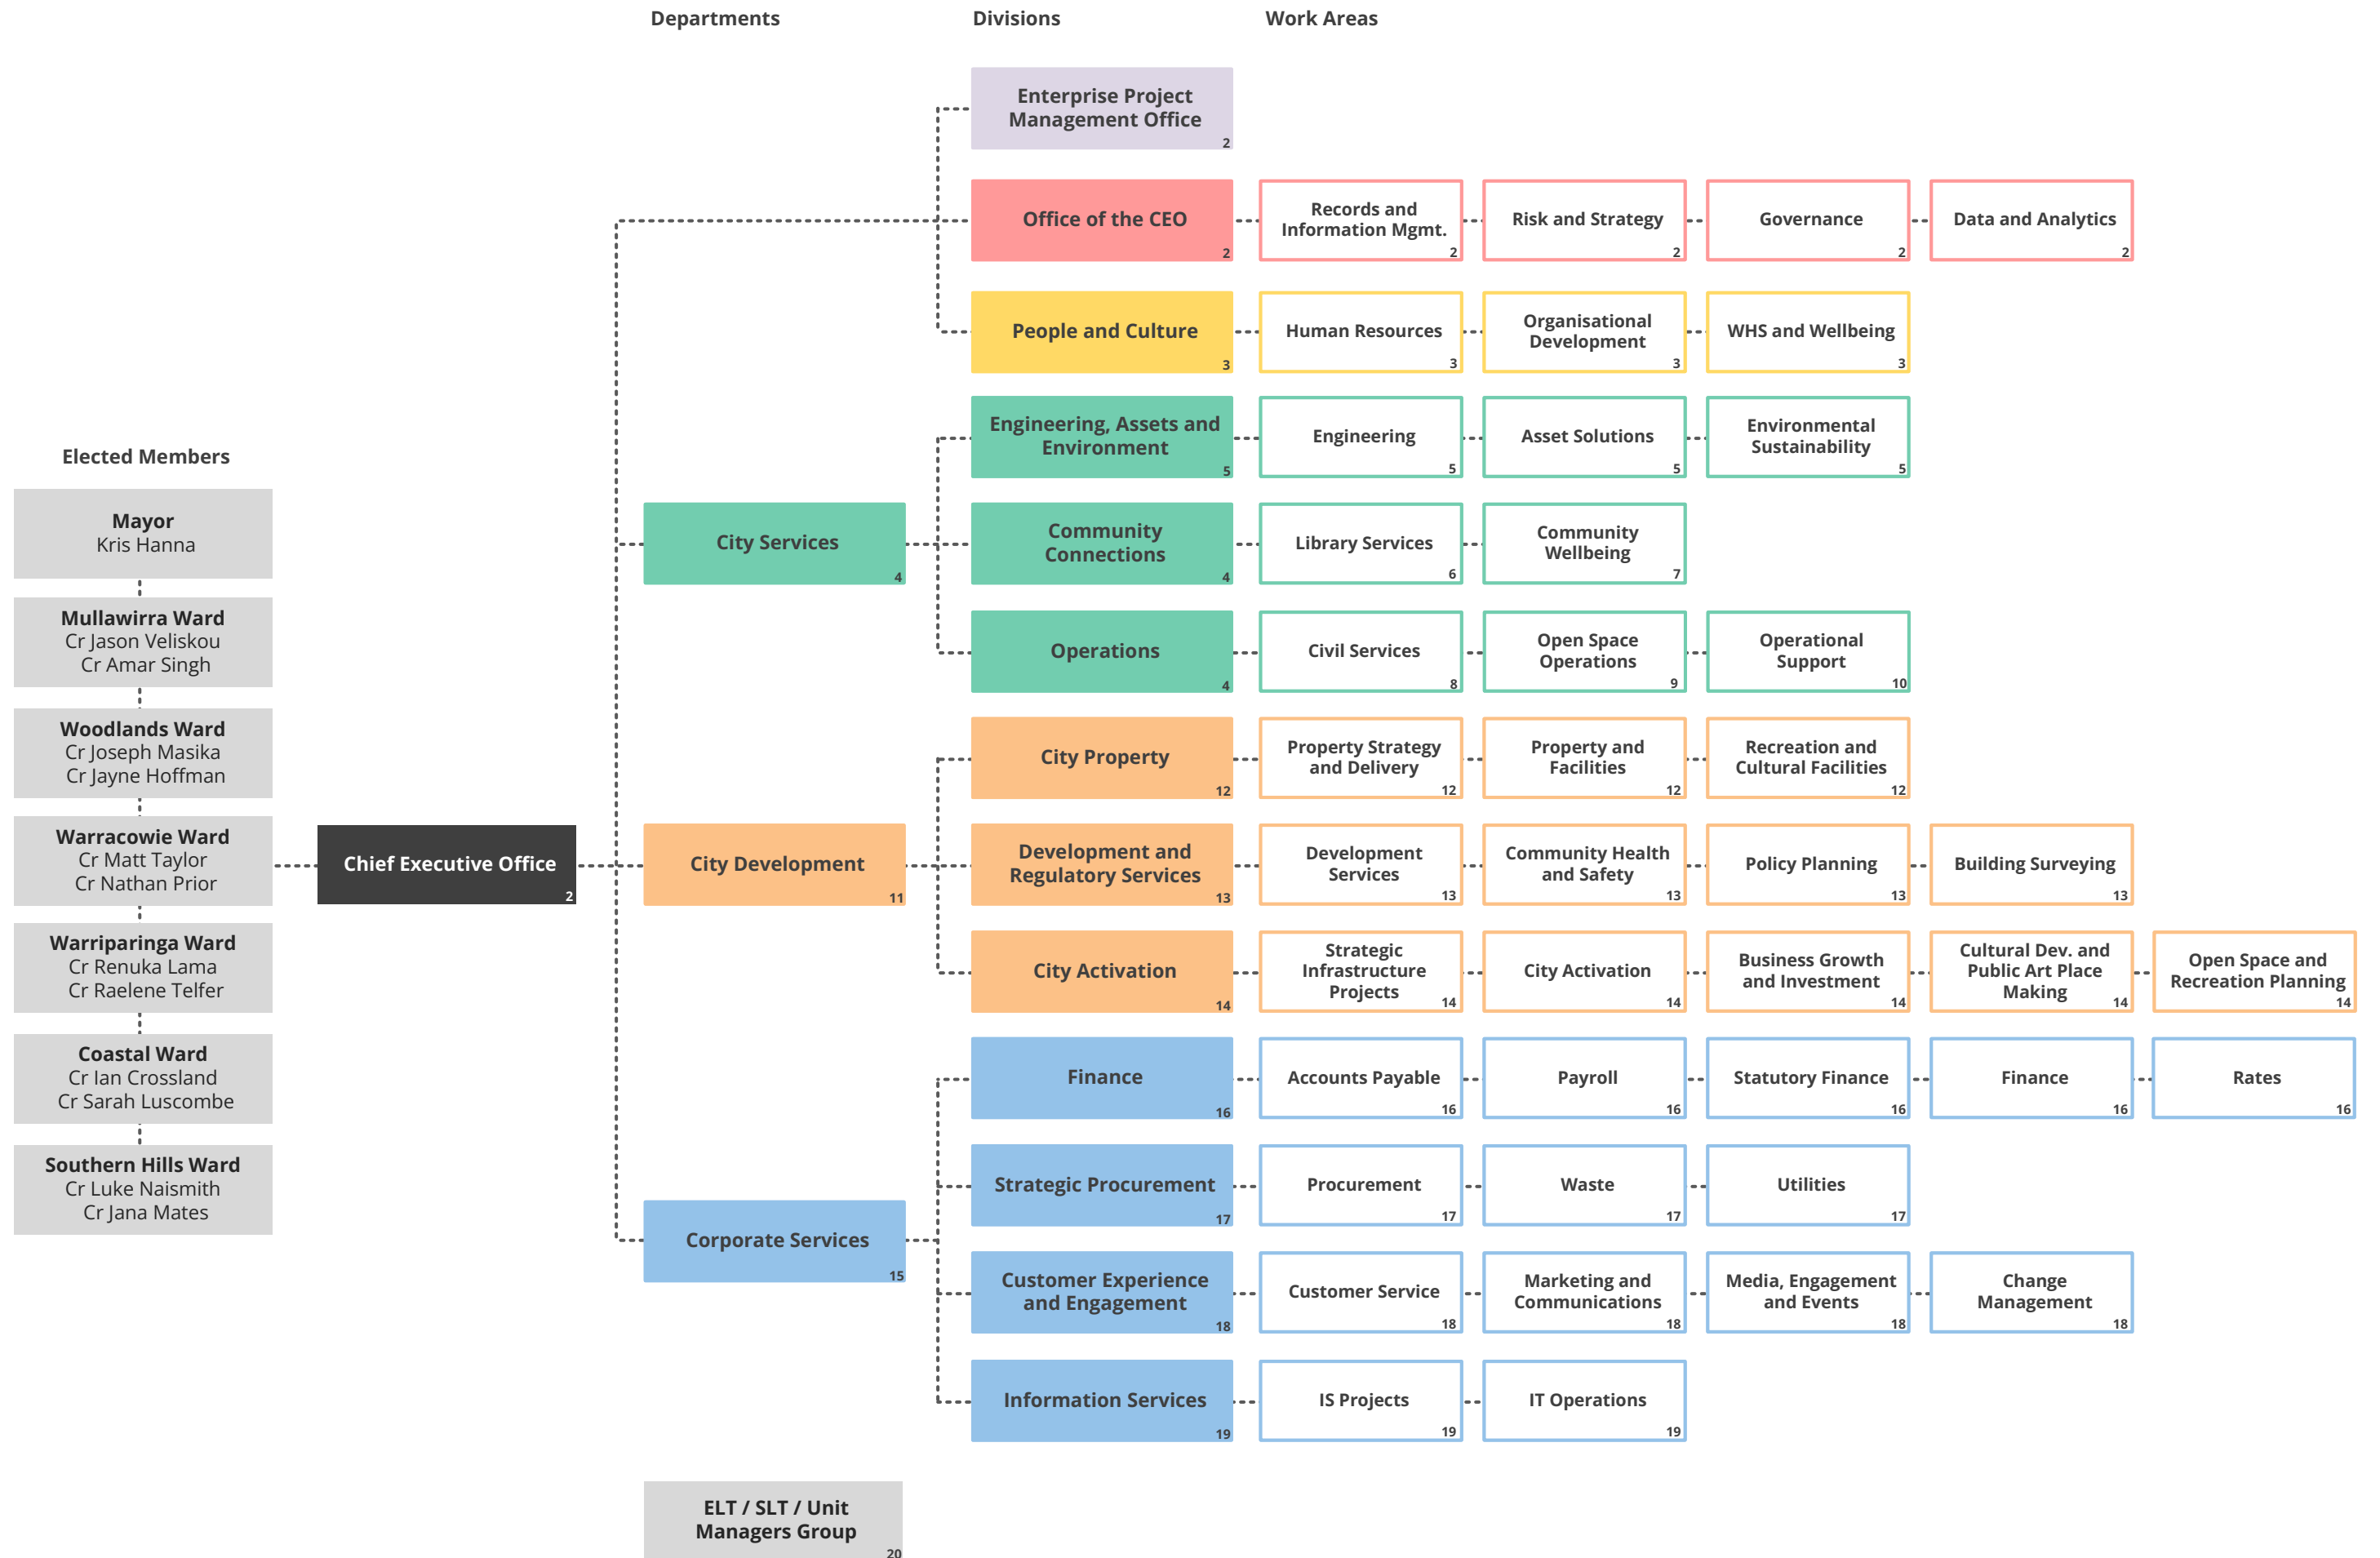 Departments
Divisions
Work Areas
Enterprise Project
Management Office
2
Office of the CEO
2
Records and
Information Mgmt.
2
Risk and Strategy
2
Governance
2
Data and Analytics
2
People and Culture
3
Human Resources
3
Organisational
Development
3
WHS and Wellbeing
3
Elected Members
Mayor
Kris Hanna
Mullawirra Ward
Cr Jason Veliskou
Cr Amar Singh
Woodlands Ward
Cr Joseph Masika
Cr Jayne Hoffman
Warracowie Ward
Cr Matt Taylor
Cr Nathan Prior
Warriparinga Ward
Cr Renuka Lama
Cr Raelene Telfer
Coastal Ward
Cr Ian Crossland
Cr Sarah Luscombe
Southern Hills Ward
Cr Luke Naismith
Cr Jana Mates
Chief Executive Office
2
City Services
4
Engineering, Assets and
Environment
5
Engineering
5
Asset Solutions
5
Environmental
Sustainability
5
Community
Connections
4
Library Services
6
Community
Wellbeing
7
Operations
4
Civil Services
8
Open Space
Operations
9
Operational
Support
10
City Development
11
City Property
12
Property Strategy
and Delivery
12
Property and
Facilities
12
Recreation and
Cultural Facilities
12
Development and
Regulatory Services
13
Development
Services
13
Community Health
and Safety
13
Policy Planning
13
Building Surveying
13
City Activation
14
Strategic
Infrastructure
Projects
14
City Activation
14
Business Growth
and Investment
14
Cultural Dev. and
Public Art Place
Making
14
Open Space and
Recreation Planning
14
Corporate Services
15
Finance
16
Accounts Payable
16
Payroll
16
Statutory Finance
16
Finance
16
Rates
16
Strategic Procurement
17
Procurement
17
Waste
17
Utilities
17
Customer Experience
and Engagement
18
Customer Service
18
Marketing and
Communications
18
Media, Engagement
and Events
18
Change
Management
18
Information Services
19
IS Projects
19
IT Operations
19
ELT / SLT / Unit
Managers Group
20